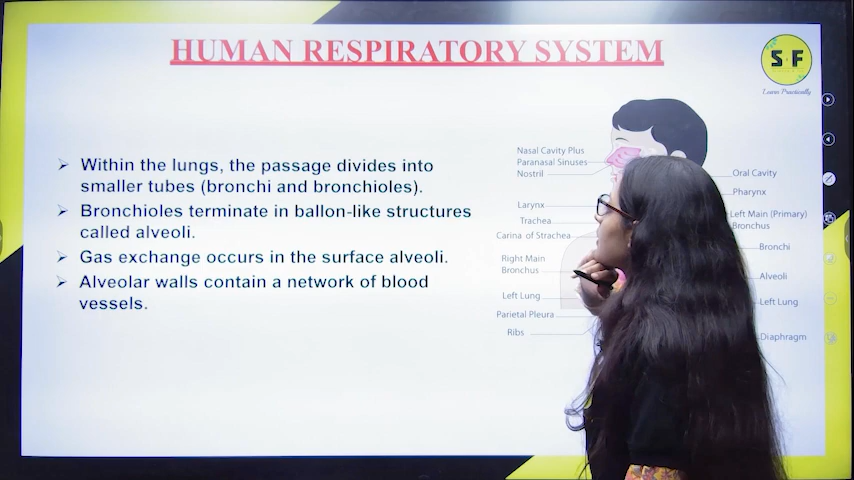 HUMAN RESPIRATORY SYSTEM
S F
Learn Practically
➢ Within the lungs, the passage divides into
smaller tubes (bronchi and bronchioles).
➢ Bronchioles terminate in ballon-like structures
called alveoli.
➢ Gas exchange occurs in the surface alveoli.
➢ Alveolar walls contain a network of blood
vessels.
Nasal Cavity Plus
Paranasal Sinuses
Nostril
Larynx
Trachea
Carina of Strachea
Right Main
Bronchus
Left Lung
Parietal Pleura
Ribs
Oral Cavity
Pharynx
Left Main (Primary)
Bronchus
Bronchi
Alveoli
Left Lung
Diaphragm